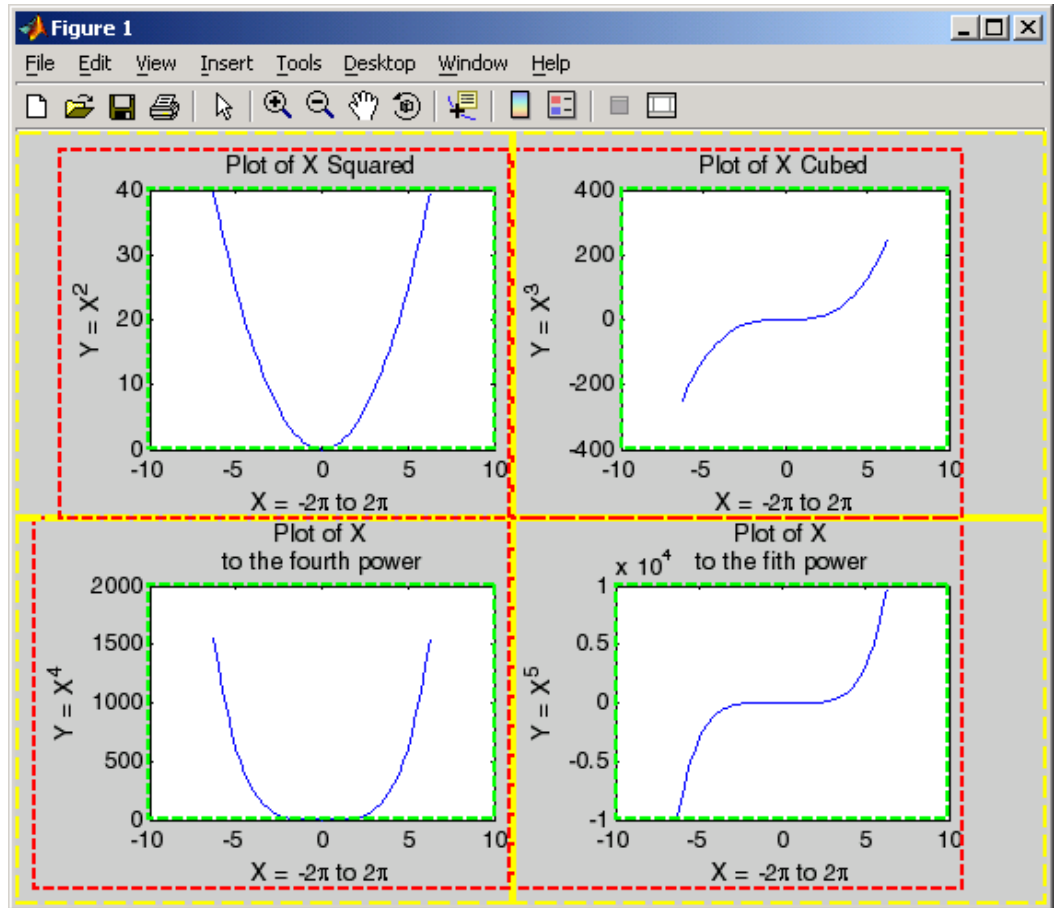 Figure 1
File Edit View Insert Tools Desktop Window Help
Plot of X Squared
40
30
20
10
0
Y = X²
-10 -5 0 5 10
X = -2π to 2π
Plot of X Cubed
400
200
0
-200
-400
Y = X³
-10 -5 0 5 10
X = -2π to 2π
Plot of X
to the fourth power
2000
1500
1000
500
0
Y = X⁴
-10 -5 0 5 10
X = -2π to 2π
Plot of X
to the fith power
x 10⁴
1
0.5
0
-0.5
-1
Y = X⁵
-10 -5 0 5 10
X = -2π to 2π